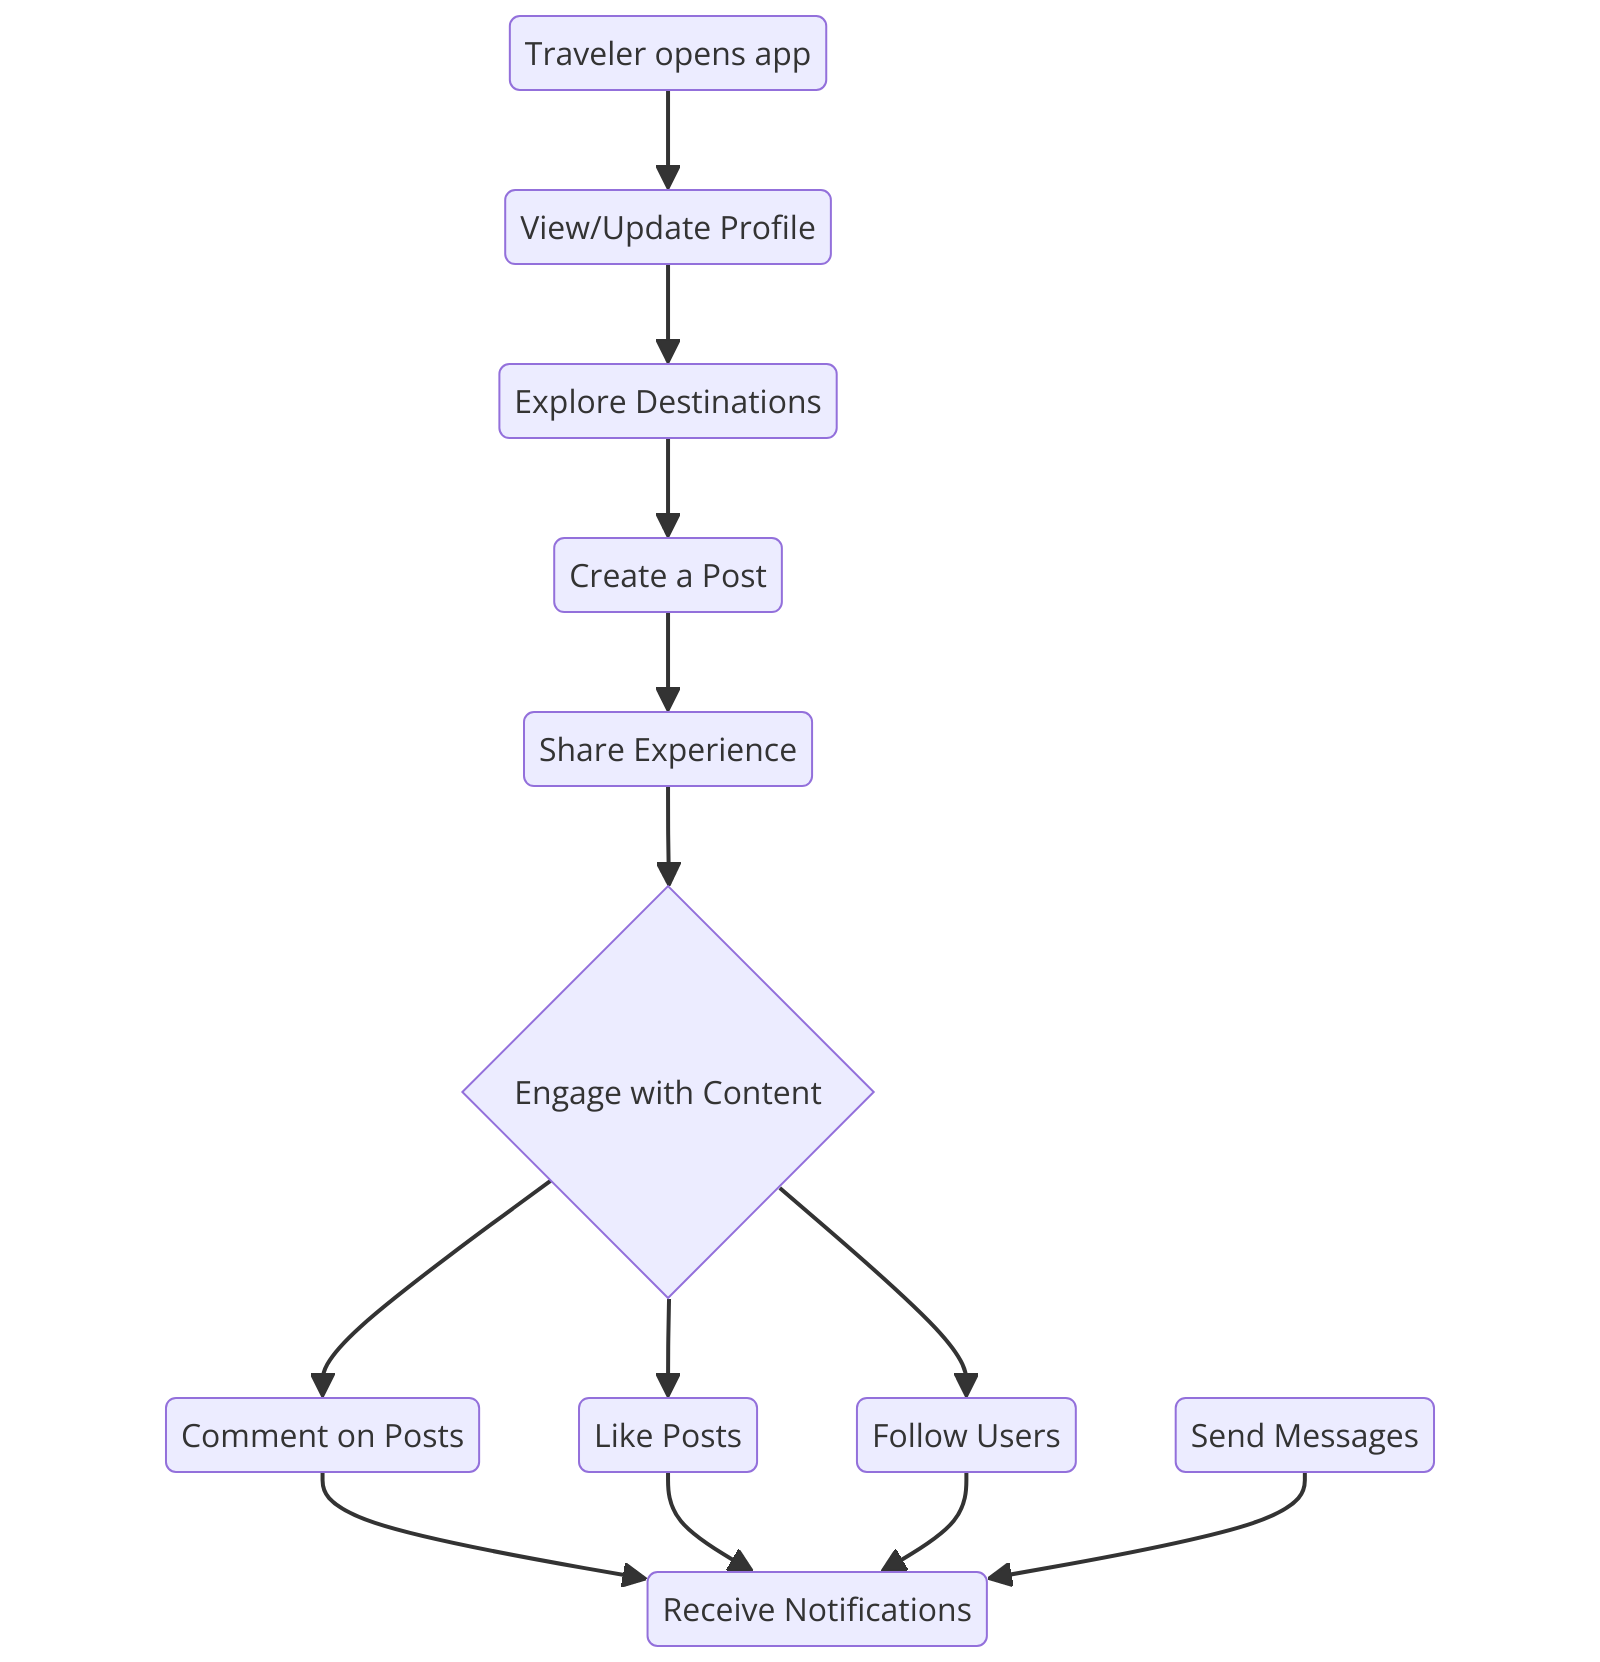 Traveler opens app
View/Update Profile
Explore Destinations
Create a Post
Share Experience
Engage with Content
Comment on Posts
Like Posts
Follow Users
Send Messages
Receive Notifications